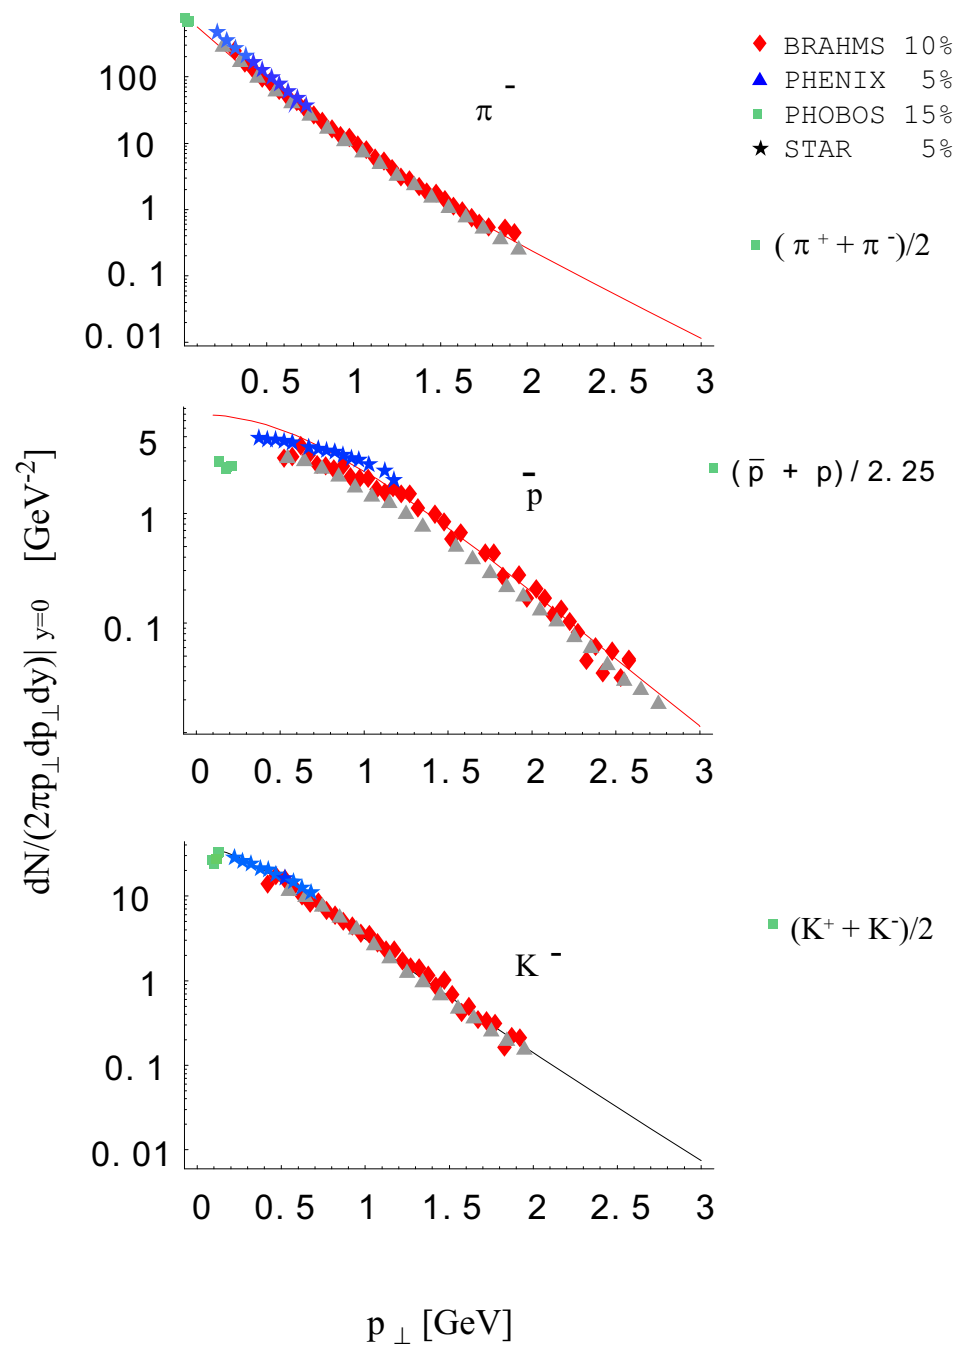 BRAHMS 10%
PHENIX 5%
PHOBOS 15%
STAR 5%
100
10
1
0.1
0.01
π -
(π + + π -)/2
0.5 1 1.5 2 2.5 3
5
1
0.1
p̄
(p̄ + p)/2.25
0 0.5 1 1.5 2 2.5 3
dN/(2πp⊥dp⊥dy)| y=0 [GeV-2]
10
1
0.1
0.01
K -
(K+ + K-)/2
0 0.5 1 1.5 2 2.5 3
p ⊥ [GeV]